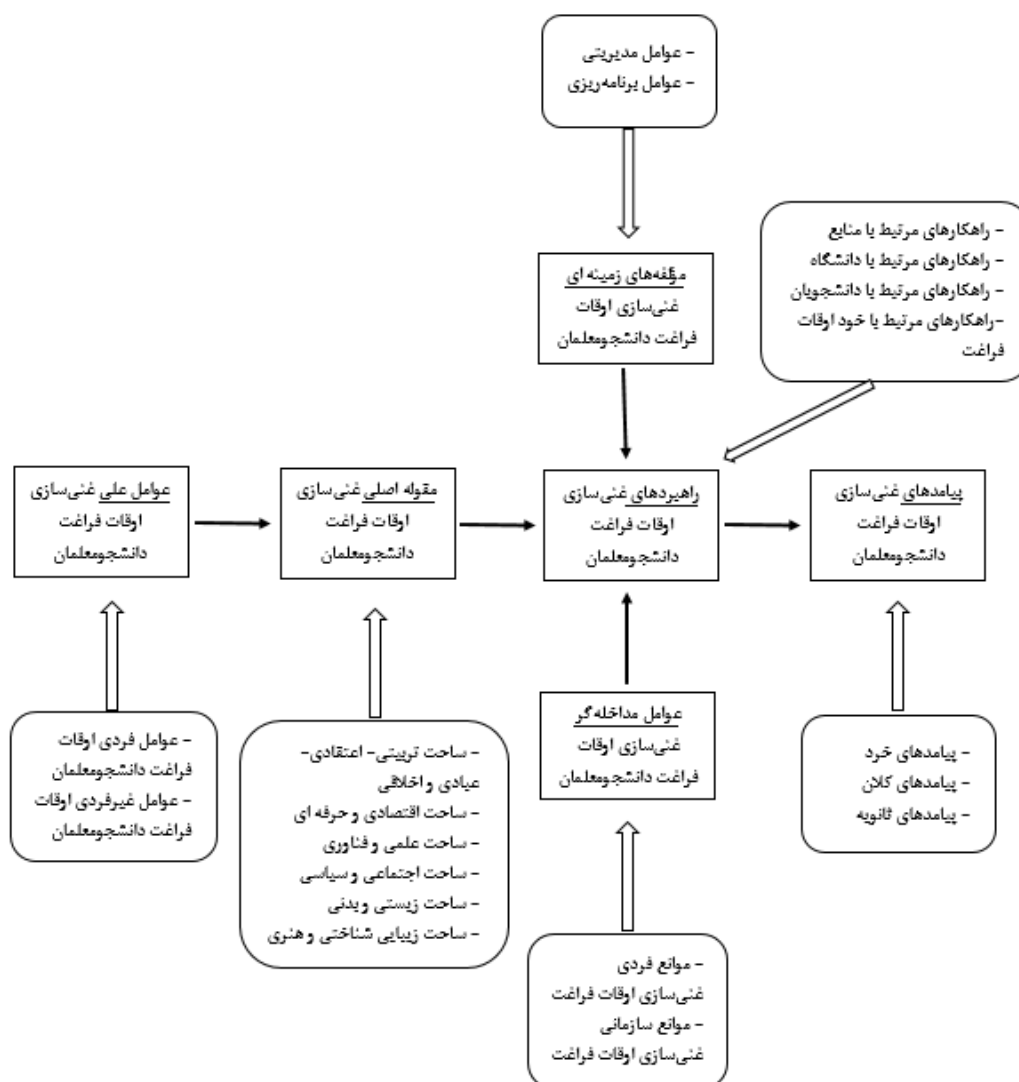 - عوامل مدیریتی
- عوامل برنامه‌ریزی
- راهکارهای مرتبط با منابع
- راهکارهای مرتبط با دانشگاه
- راهکارهای مرتبط با دانشجویان
-راهکارهای مرتبط با خود اوقات
فراغت
مؤلفه‌های زمینه ای
غنی‌سازی اوقات
فراغت دانشجومعلمان
عوامل علی غنی‌سازی
اوقات فراغت
دانشجومعلمان
مقوله اصلی غنی‌سازی
اوقات فراغت
دانشجومعلمان
راهبردهای غنی‌سازی
اوقات فراغت
دانشجومعلمان
پیامدهای غنی‌سازی
اوقات فراغت
دانشجومعلمان
عوامل مداخله‌گر
غنی‌سازی اوقات
فراغت دانشجومعلمان
- عوامل فردی اوقات
فراغت دانشجومعلمان
- عوامل غیرفردی اوقات
فراغت دانشجومعلمان
- ساحت تربیتی- اعتقادی-
عبادی و اخلاقی
- ساحت اقتصادی و حرفه ای
- ساحت علمی و فناوری
- ساحت اجتماعی و سیاسی
- ساحت زیستی و بدنی
- ساحت زیبایی شناختی و هنری
- پیامدهای خرد
- پیامدهای کلان
- پیامدهای ثانویه
- موانع فردی
غنی‌سازی اوقات فراغت
- موانع سازمانی
غنی‌سازی اوقات فراغت